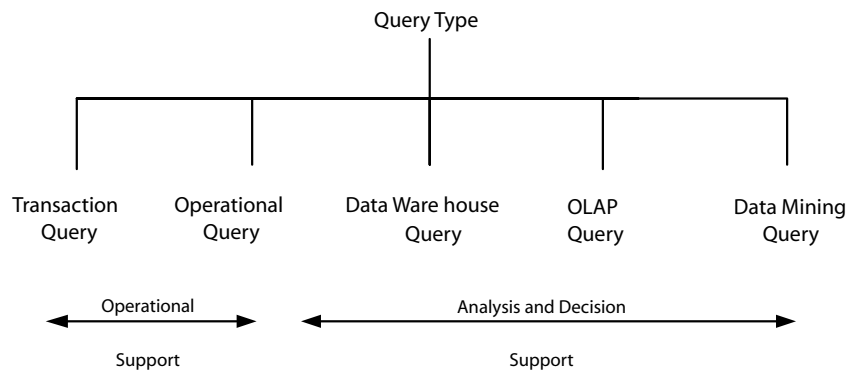 Query Type
Transaction
Query
Operational
Query
Data Ware house
Query
OLAP
Query
Data Mining
Query
Operational
Support
Analysis and Decision
Support